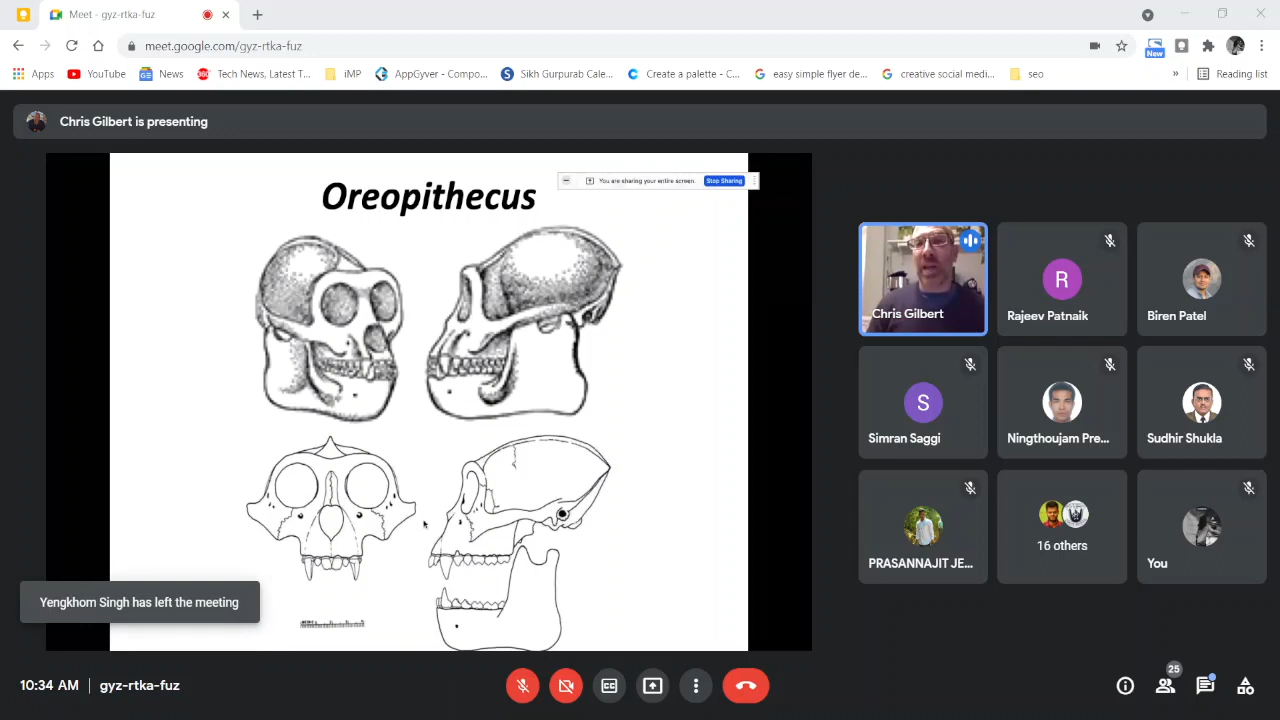 Meet - gyz-rtka-fuz
meet.google.com/gyz-rtka-fuz
New
Apps
YouTube
News
Tech News, Latest T...
iMP
AppGyver - Compo...
Sikh Gurpurab Cale...
Create a palette - C...
easy simple flyer de...
creative social medi...
seo
»
Reading list
Chris Gilbert is presenting
Oreopithecus
You are sharing your entire screen.
Stop Sharing
Chris Gilbert
R
Rajeev Patnaik
Biren Patel
S
Simran Saggi
Ningthoujam Pre...
Sudhir Shukla
PRASANNAJIT JE...
16 others
You
Yengkhom Singh has left the meeting
10:34 AM | gyz-rtka-fuz
CC
25